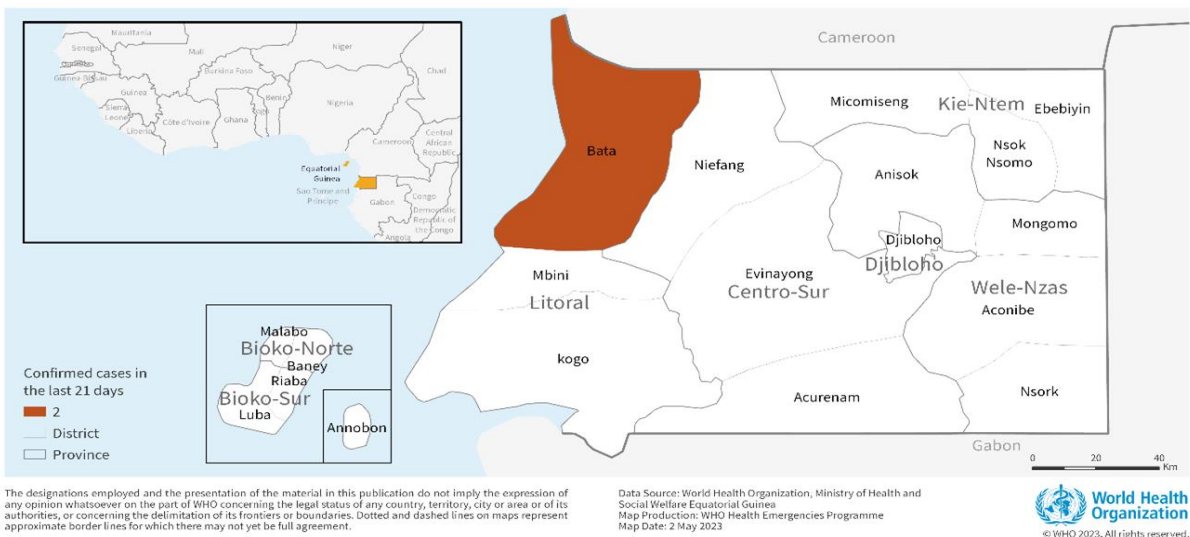 Cameroon
Mauritania
Senegal
Mali
Niger
Chad
Burkina Faso
Guinea-Bissau
Guinea
Sierra
Leone
Liberia
Côte d'Ivoire
Ghana
Benin
Nigeria
Cameroon
Central
African
Republic
Equatorial
Guinea
Sao Tome and
Principe
Gabon
Congo
Democratic
Republic of
the Congo
Angola
Bata
Niefang
Micomiseng
Kie-Ntem
Ebebiyin
Nsok
Nsomo
Anisok
Mongomo
Djibloho
Djibloho
Mbini
Litoral
Evinayong
Centro-Sur
Wele-Nzas
Aconibe
kogo
Acurenam
Nsork
Gabon
Malabo
Bioko-Norte
Baney
Riaba
Bioko-Sur
Luba
Annobon
Confirmed cases in
the last 21 days
2
District
Province
0 20 40
Km
The designations employed and the presentation of the material in this publication do not imply the expression of
any opinion whatsoever on the part of WHO concerning the legal status of any country, territory, city or area or of its
authorities, or concerning the delimitation of its frontiers or boundaries. Dotted and dashed lines on maps represent
approximate border lines for which there may not yet be full agreement.
Data Source: World Health Organization, Ministry of Health and
Social Welfare Equatorial Guinea
Map Production: WHO Health Emergencies Programme
Map Date: 2 May 2023
World Health
Organization
© WHO 2023, All rights reserved.